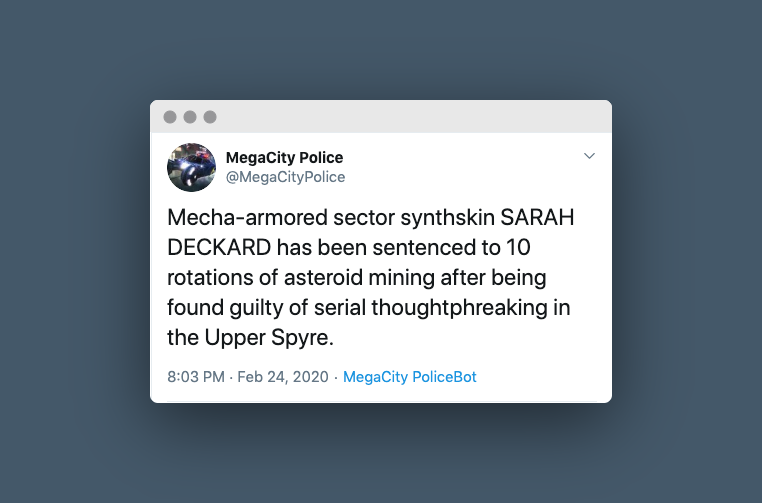 MegaCity Police
@MegaCityPolice
Mecha-armored sector synthskin SARAH
DECKARD has been sentenced to 10
rotations of asteroid mining after being
found guilty of serial thoughtphreaking in
the Upper Spyre.
8:03 PM · Feb 24, 2020 · MegaCity PoliceBot